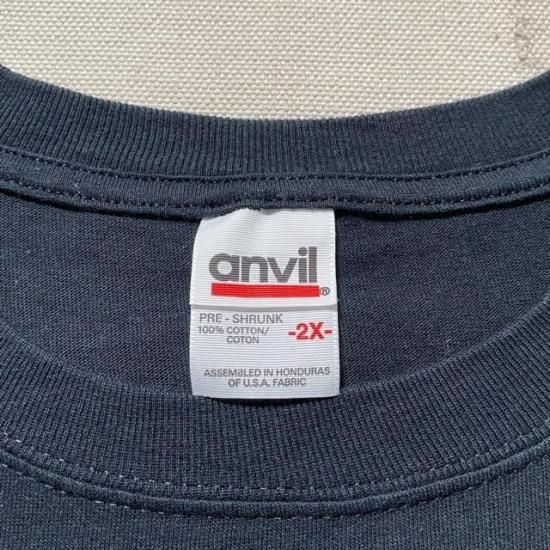 anvil®
PRE - SHRUNK
100% COTTON/
COTON
-2X-
ASSEMBLED IN HONDURAS
OF U.S.A. FABRIC